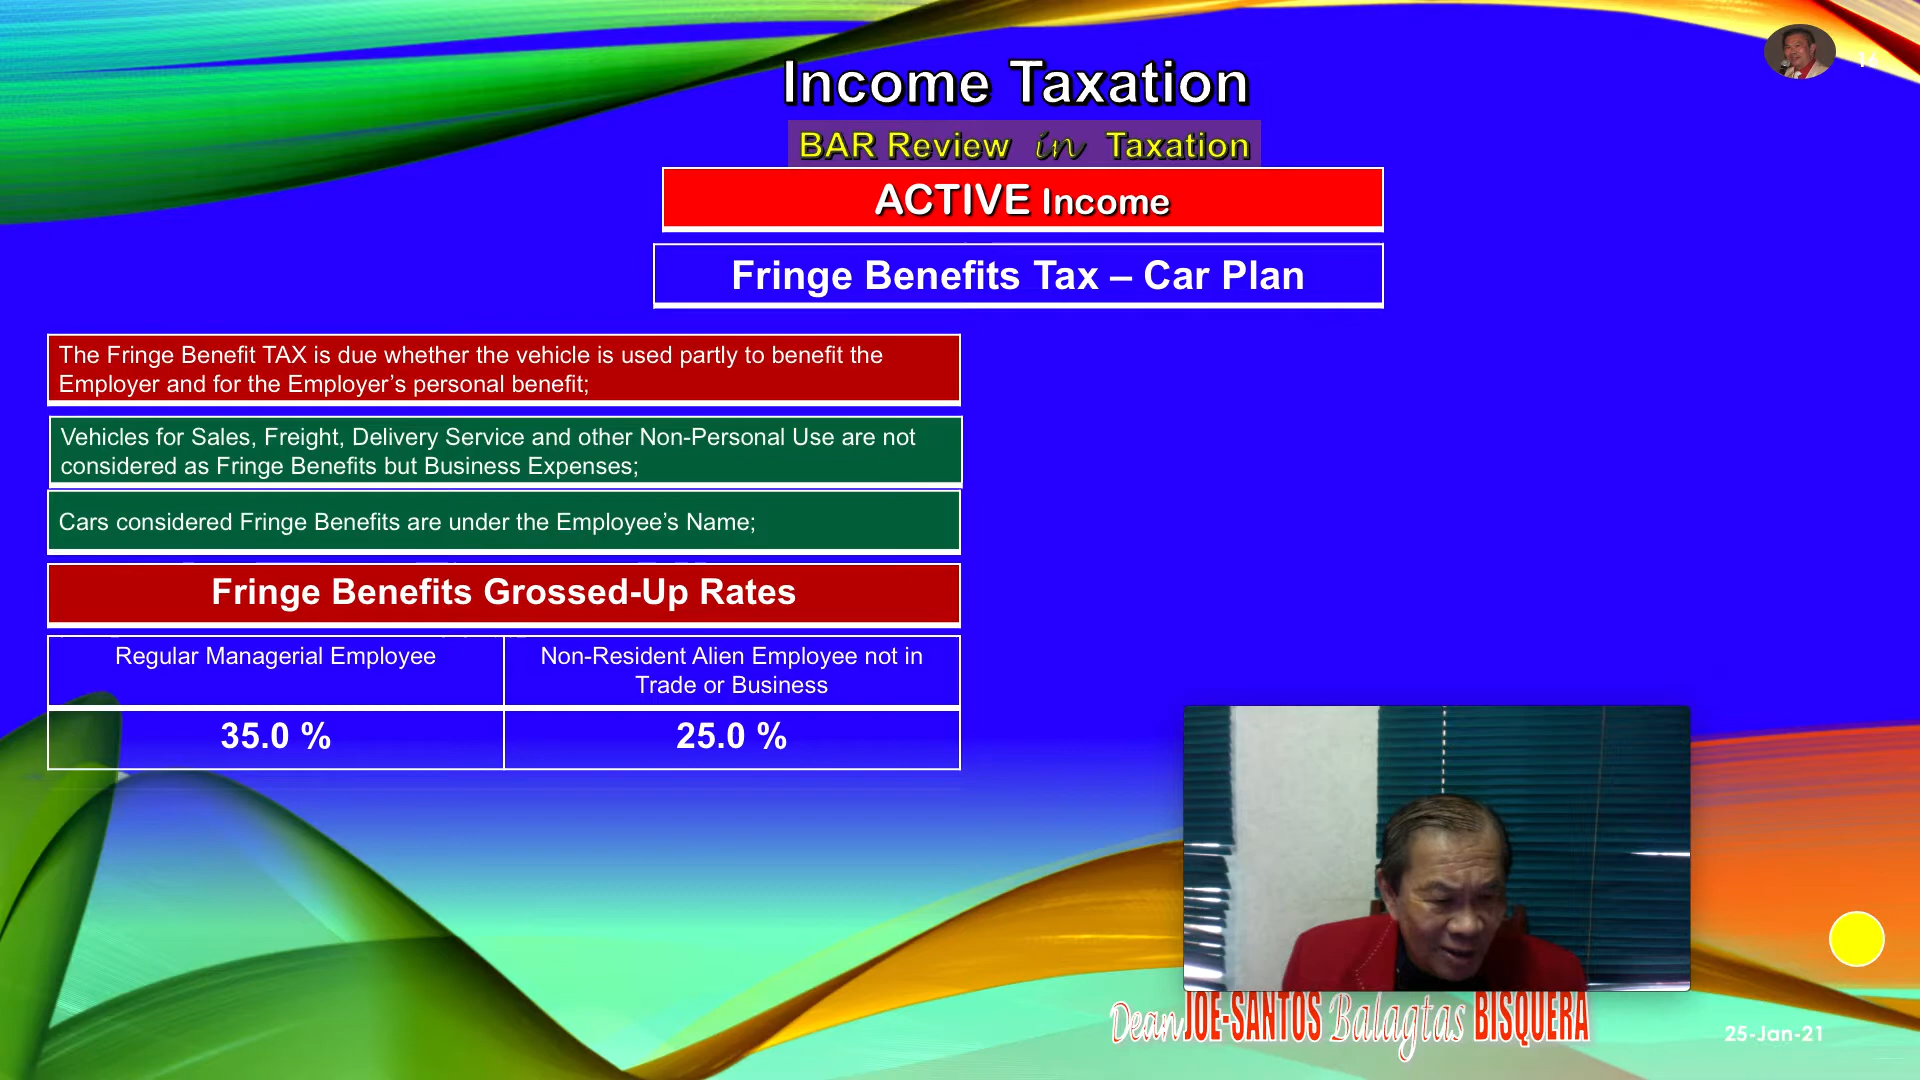 16
Income Taxation
BAR Review in Taxation
ACTIVE Income
Fringe Benefits Tax – Car Plan
The Fringe Benefit TAX is due whether the vehicle is used partly to benefit the
Employer and for the Employer’s personal benefit;
Vehicles for Sales, Freight, Delivery Service and other Non-Personal Use are not
considered as Fringe Benefits but Business Expenses;
Cars considered Fringe Benefits are under the Employee’s Name;
Fringe Benefits Grossed-Up Rates
Regular Managerial Employee
Non-Resident Alien Employee not in
Trade or Business
35.0 %
25.0 %
Dean JOE-SANTOS Balagtas BISQUERA
25-Jan-21